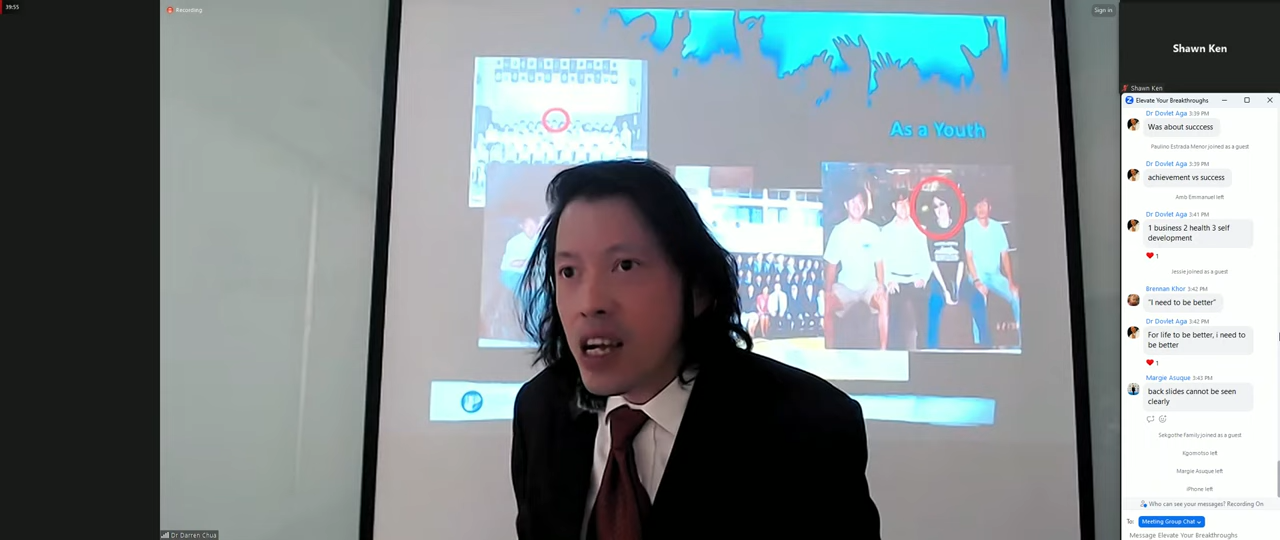 39:55
Recording
Sign in
As a Youth
Dr Darren Chua
Shawn Ken
Shawn Ken
Elevate Your Breakthroughs
Dr Dovlet Aga 3:39 PM
Was about succcess
Paulino Estrada Menor joined as a guest
Dr Dovlet Aga 3:39 PM
achievement vs success
Amb Emmanuel left
Dr Dovlet Aga 3:41 PM
1 business 2 health 3 self
development
1
Jessie joined as a guest
Brennan Khor 3:42 PM
"I need to be better"
Dr Dovlet Aga 3:42 PM
For life to be better, i need to
be better
1
Margie Asuque 3:43 PM
back slides cannot be seen
clearly
Sekgothe Family joined as a guest
Kgomotso left
Margie Asuque left
iPhone left
Who can see your messages? Recording On
To: Meeting Group Chat
Message Elevate Your Breakthroughs